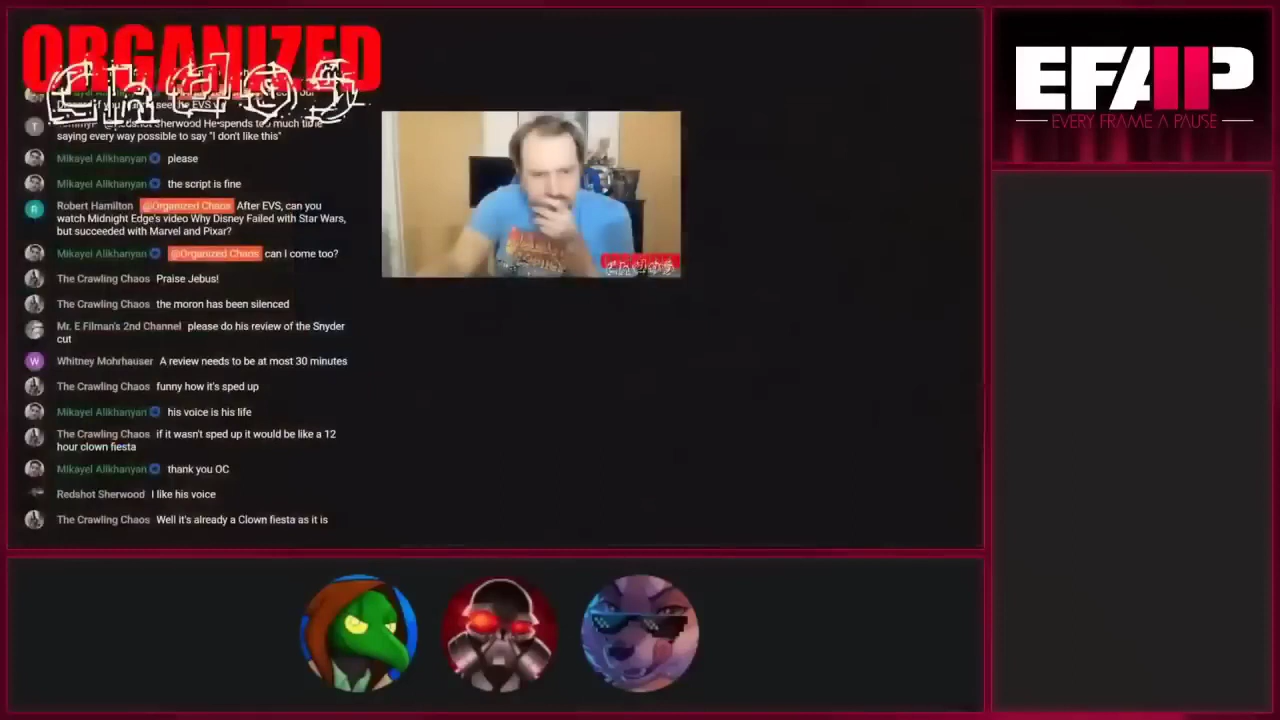 ORGANIZED
Chaos
saying every way possible to say "I don't like this"
Mikayel Alikhanyan please
Mikayel Alikhanyan the script is fine
Robert Hamilton @Organized Chaos After EVS, can you
watch Midnight Edge's video Why Disney Failed with Star Wars,
but succeeded with Marvel and Pixar?
Mikayel Alikhanyan @Organized Chaos can I come too?
The Crawling Chaos Praise Jebus!
The Crawling Chaos the moron has been silenced
Mr. E Filman's 2nd Channel please do his review of the Snyder
cut
W Whitney Mohrhauser A review needs to be at most 30 minutes
The Crawling Chaos funny how it's sped up
Mikayel Alikhanyan his voice is his life
The Crawling Chaos if it wasn't sped up it would be like a 12
hour clown fiesta
Mikayel Alikhanyan thank you OC
Redshot Sherwood I like his voice
The Crawling Chaos Well it's already a Clown fiesta as it is
Chaos
EFAP
EVERY FRAME A PAUSE